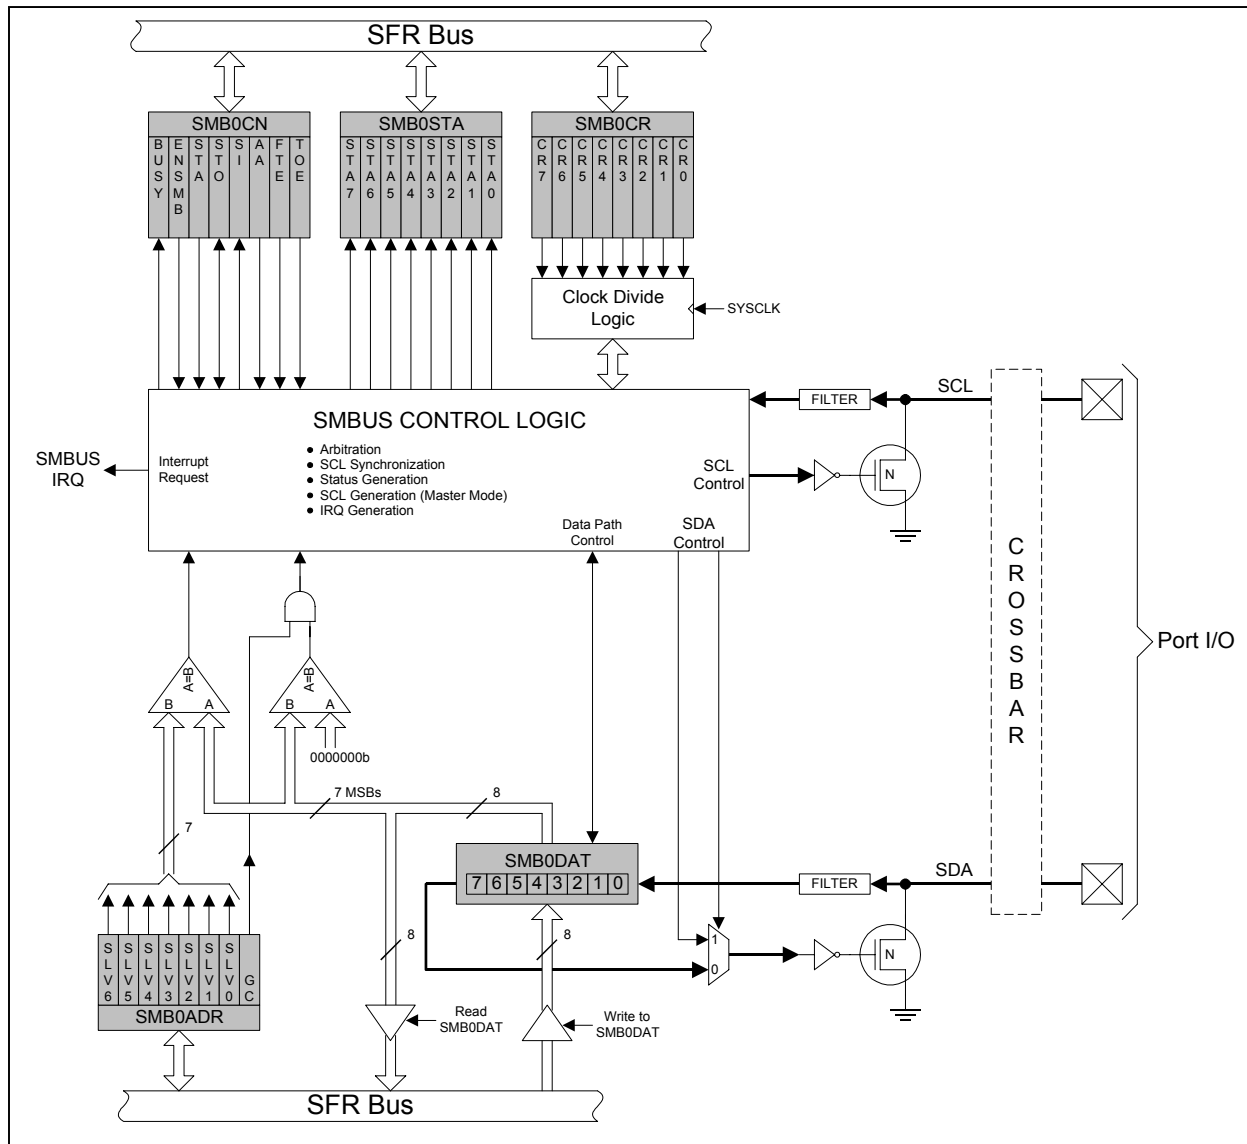 SFR Bus
SMB0CN
BUSY
ENSMB
STA
STO
SI
AA
FTE
TOE
SMB0STA
STA7
STA6
STA5
STA4
STA3
STA2
STA1
STA0
SMB0CR
CR7
CR6
CR5
CR4
CR3
CR2
CR1
CR0
Clock Divide
Logic
SYSCLK
SMBUS CONTROL LOGIC
● Arbitration
● SCL Synchronization
● Status Generation
● SCL Generation (Master Mode)
● IRQ Generation
Interrupt
Request
SMBUS
IRQ
SCL
Control
Data Path
Control
SDA
Control
FILTER
SCL
N
CROSSBAR
Port I/O
A=B
B A
A=B
B A
0000000b
7 MSBs
8
7
SMB0DAT
7 6 5 4 3 2 1 0
FILTER
SDA
1
0
N
8
8
SLV6
SLV5
SLV4
SLV3
SLV2
SLV1
SLV0
GC
SMB0ADR
Read
SMB0DAT
Write to
SMB0DAT
SFR Bus